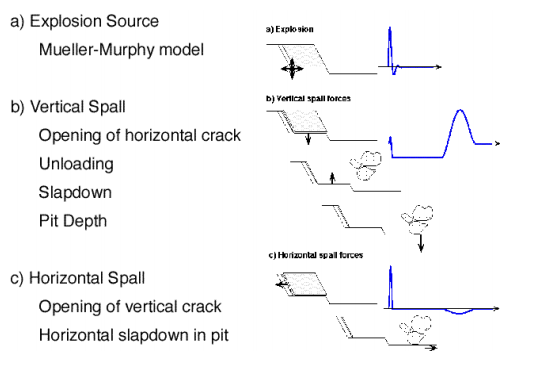 a) Explosion Source
Mueller-Murphy model
b) Vertical Spall
Opening of horizontal crack
Unloading
Slapdown
Pit Depth
c) Horizontal Spall
Opening of vertical crack
Horizontal slapdown in pit
a) Explosion
b) Vertical spall forces
c) Horizontal spall forces